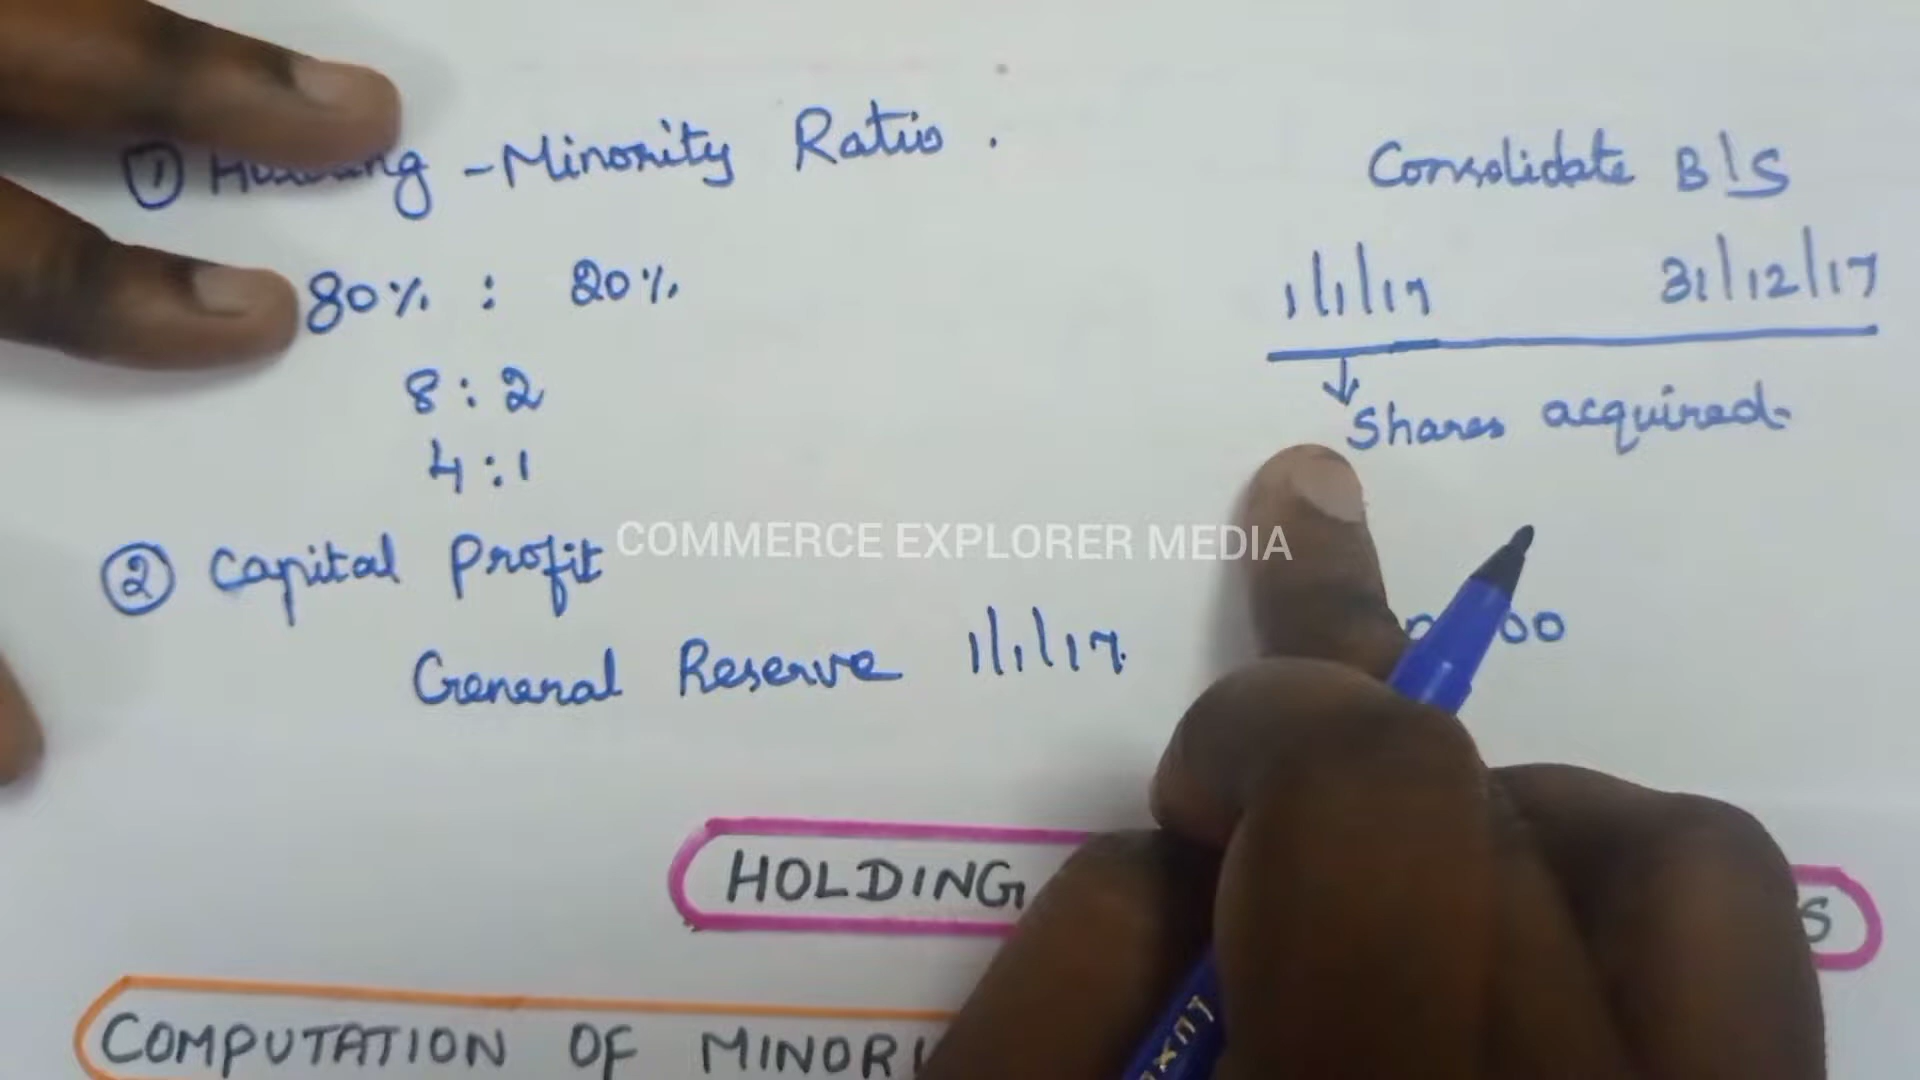 ① Holding - Minority Ratio .
80% : 20%
8 : 2
4 : 1
② Capital Profit
General Reserve 1/1/17.
Consolidate B/S
1/1/17 31/12/17
↓ Shares acquired
COMMERCE EXPLORER MEDIA
HOLDING
COMPUTATION OF